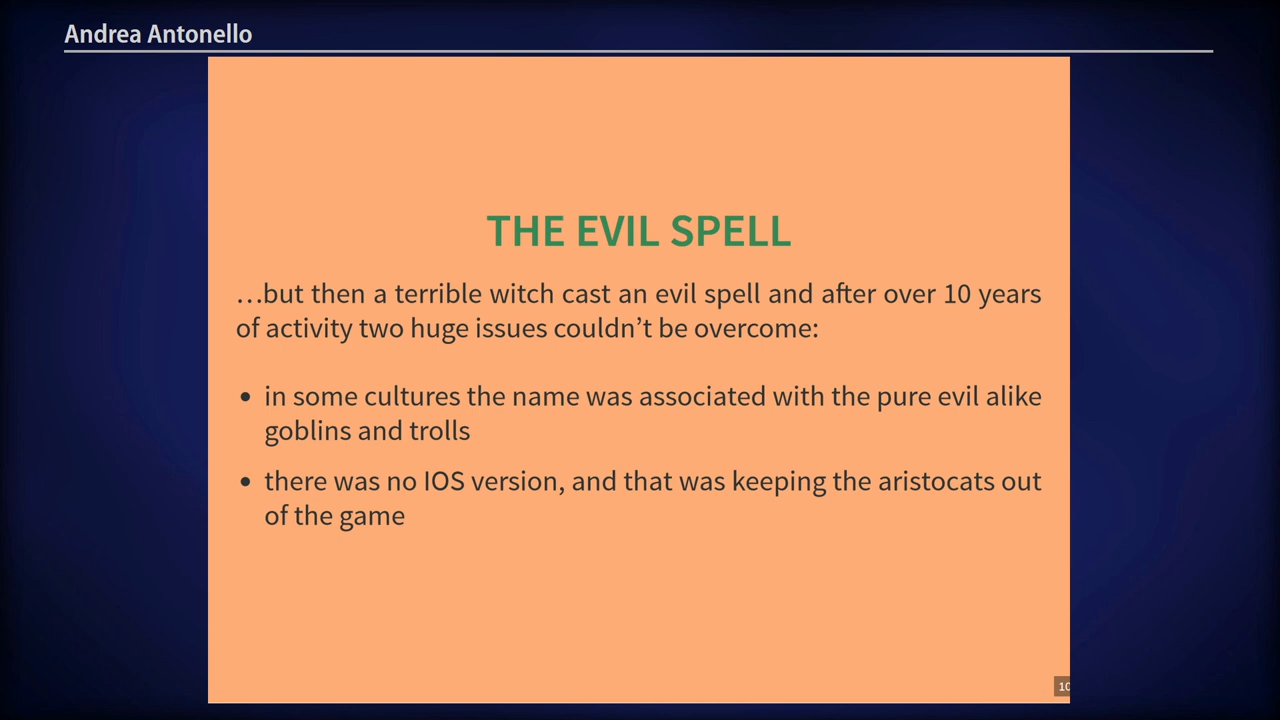 Andrea Antonello
THE EVIL SPELL
…but then a terrible witch cast an evil spell and after over 10 years
of activity two huge issues couldn’t be overcome:
• in some cultures the name was associated with the pure evil alike
goblins and trolls
• there was no IOS version, and that was keeping the aristocats out
of the game
10